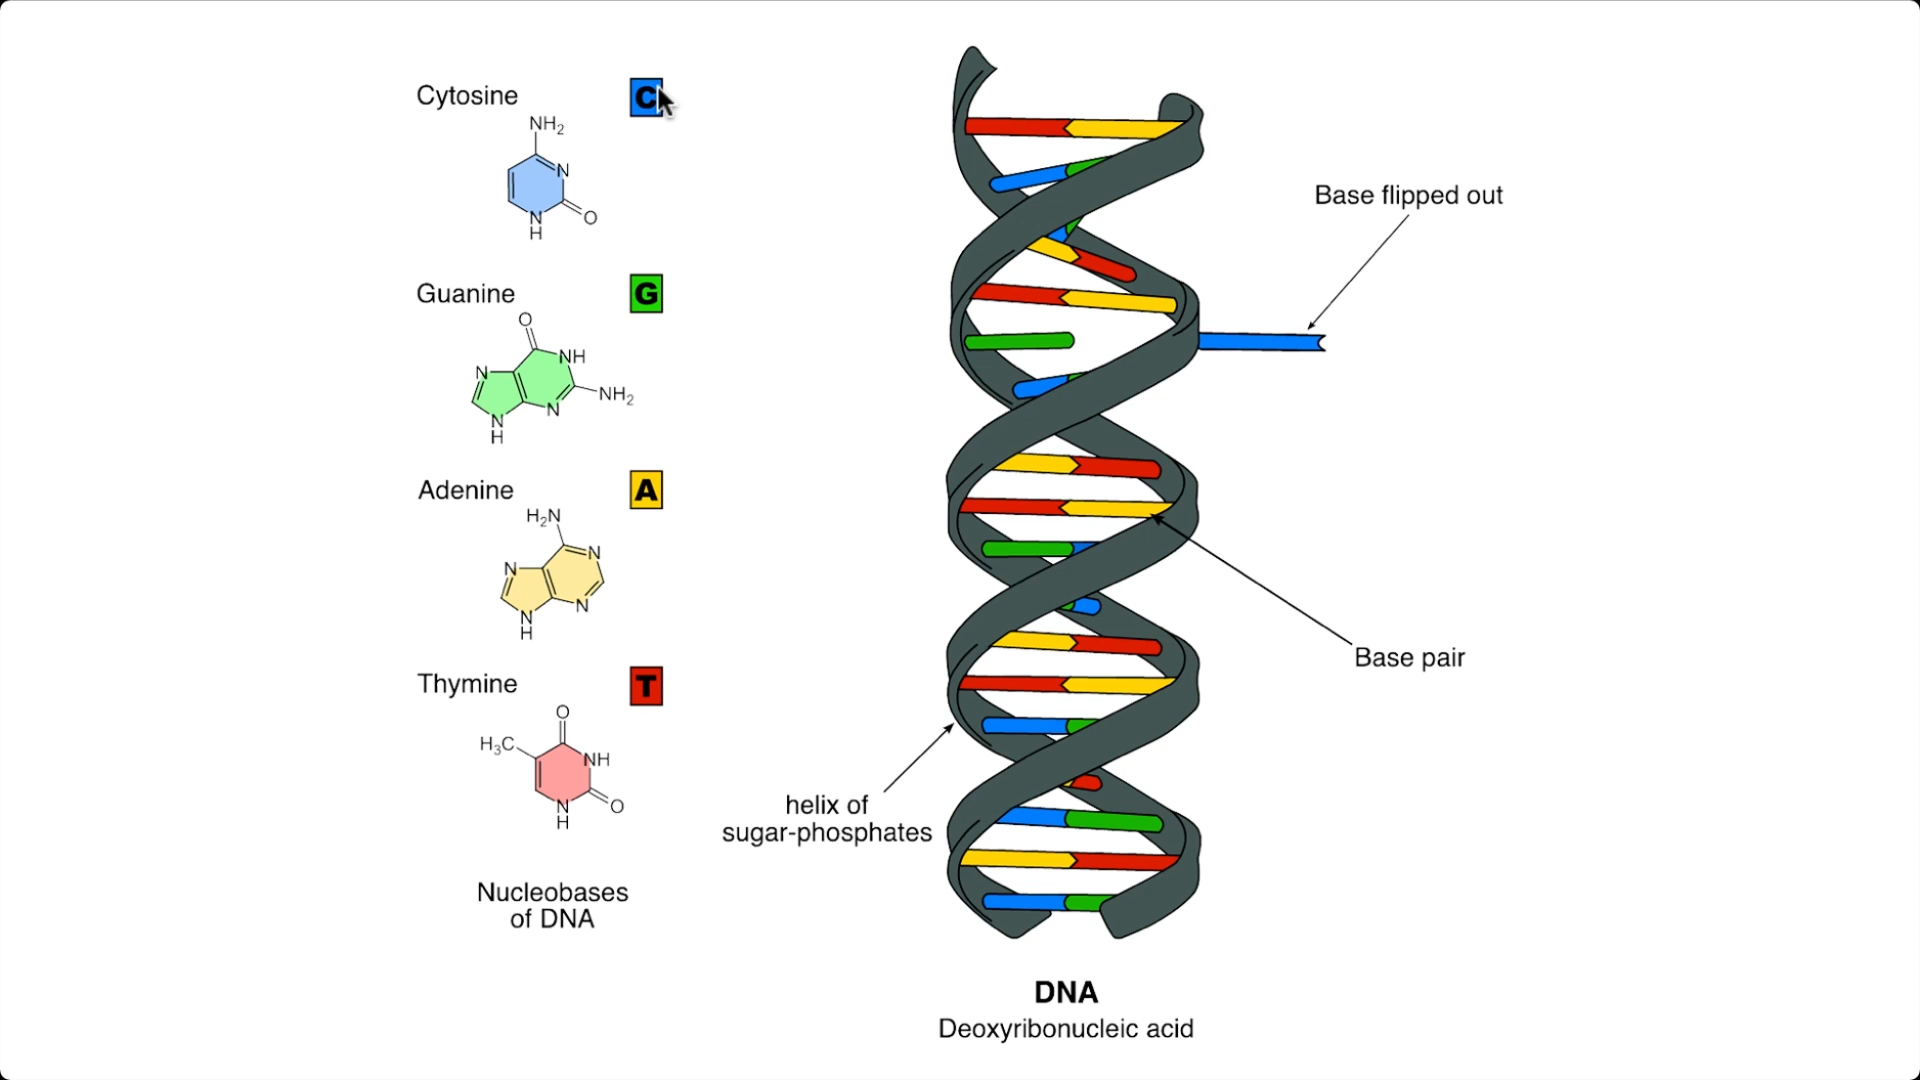 Cytosine
C
NH2
N
N
H
O
Guanine
G
O
N
NH
N
H
N
NH2
Adenine
A
H2N
N
N
N
H
N
Thymine
T
O
H3C
NH
N
H
O
Nucleobases
of DNA
Base flipped out
Base pair
helix of
sugar-phosphates
DNA
Deoxyribonucleic acid